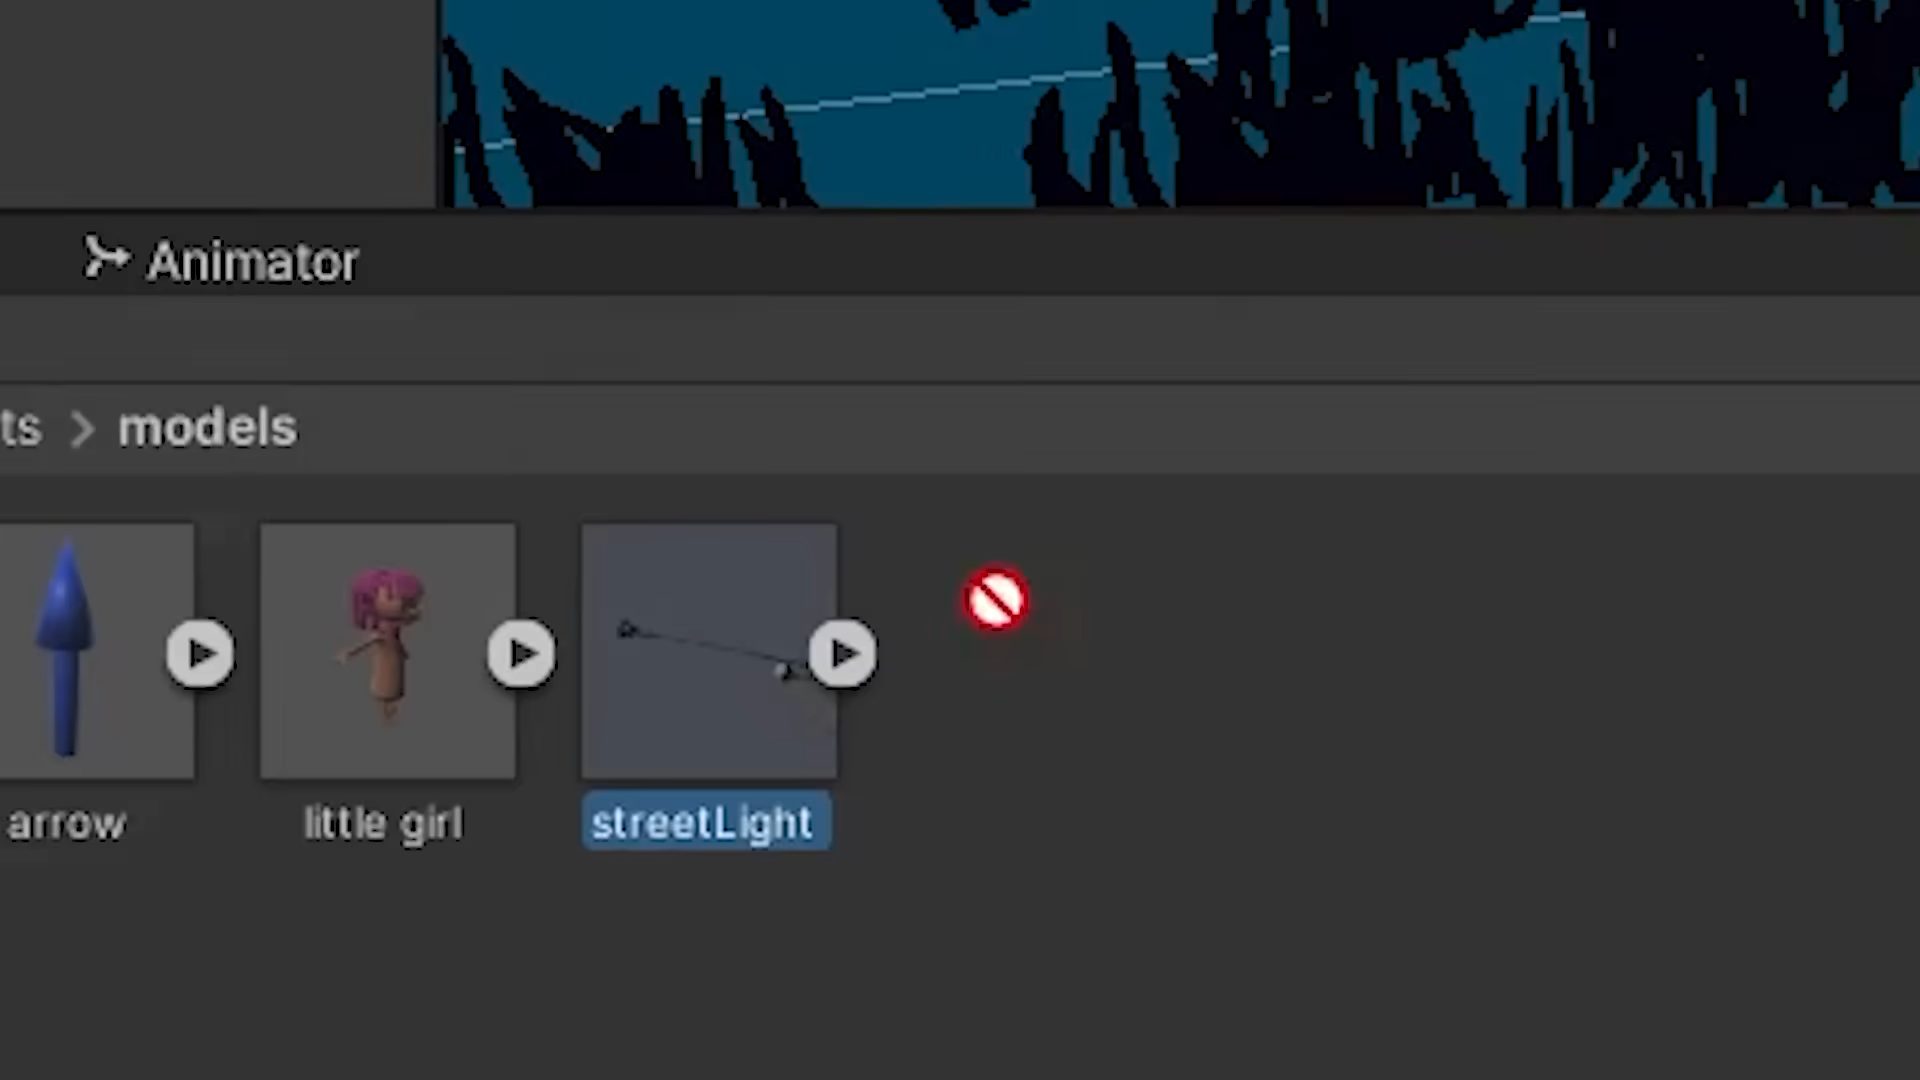 Animator
ts > models
arrow
little girl
streetLight